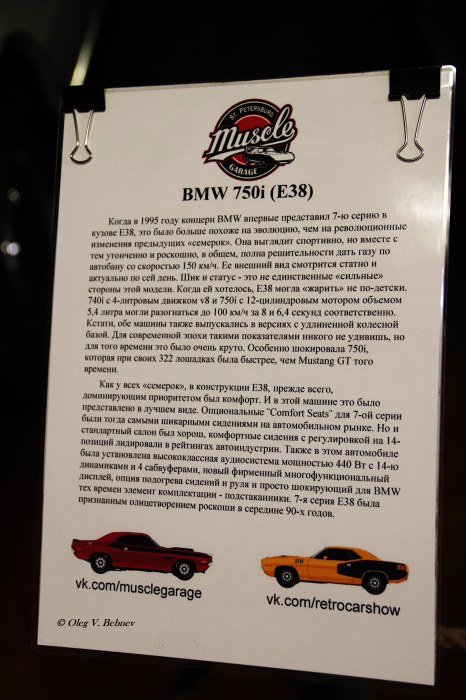 ST. PETERSBURG
Muscle
GARAGE
BMW 750i (E38)
Когда в 1995 году концерн BMW впервые представил 7-ю серию в
кузове E38, это было больше похоже на эволюцию, чем на революционные
изменения предыдущих «семерок». Она выглядит спортивно, но вместе с
тем утонченно и роскошно, в общем, полна решительности дать газу по
автобану со скоростью 150 км/ч. Ее внешний вид смотрится статно и
актуально по сей день. Шик и статус - это не единственные «сильные»
стороны этой модели. Когда ей хотелось, E38 могла «жарить» не по-детски.
740i с 4-литровым движком v8 и 750i с 12-цилиндровым мотором объемом
5,4 литра могли разогнаться до 100 км/ч за 8 и 6,4 секунд соответственно.
Кстати, обе машины также выпускались в версиях с удлиненной колесной
базой. Для современной эпохи такими показателями никого не удивишь, но
для того времени это было очень круто. Особенно шокировала 750i,
которая при своих 322 лошадках была быстрее, чем Mustang GT того
времени.
Как у всех «семерок», в конструкции E38, прежде всего,
доминирующим приоритетом был комфорт. И в этой машине это было
представлено в лучшем виде. Опциональные "Comfort Seats" для 7-ой серии
были тогда самыми шикарными сидениями на автомобильном рынке. Но и
стандартный салон был хорош, комфортные сидения с регулировкой на 14-
позиций лидировали в рейтингах автоиндустрии. Также в этом автомобиле
была установлена высококлассная аудиосистема мощностью 440 Вт с 14-ю
динамиками и 4 сабвуферами, новый фирменный многофункциональный
дисплей, опция подогрева сидений и руля и просто шокирующий для BMW
тех времен элемент комплектации - подстаканники. 7-я серия E38 была
признанным олицетворением роскоши в середине 90-х годов.
vk.com/musclegarage
vk.com/retrocarshow
© Oleg V. Belyaev